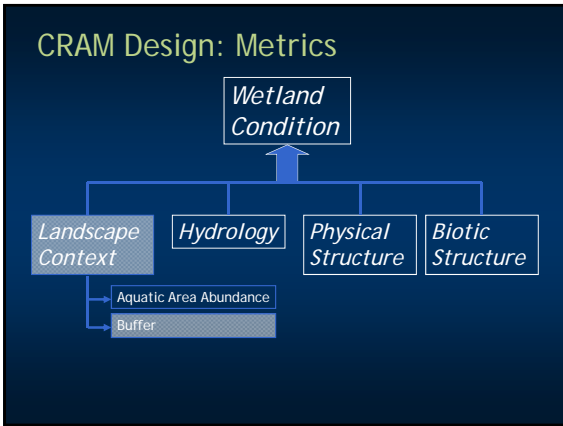 CRAM Design: Metrics
Wetland
Condition
Landscape
Context
Hydrology
Physical
Structure
Biotic
Structure
Aquatic Area Abundance
Buffer